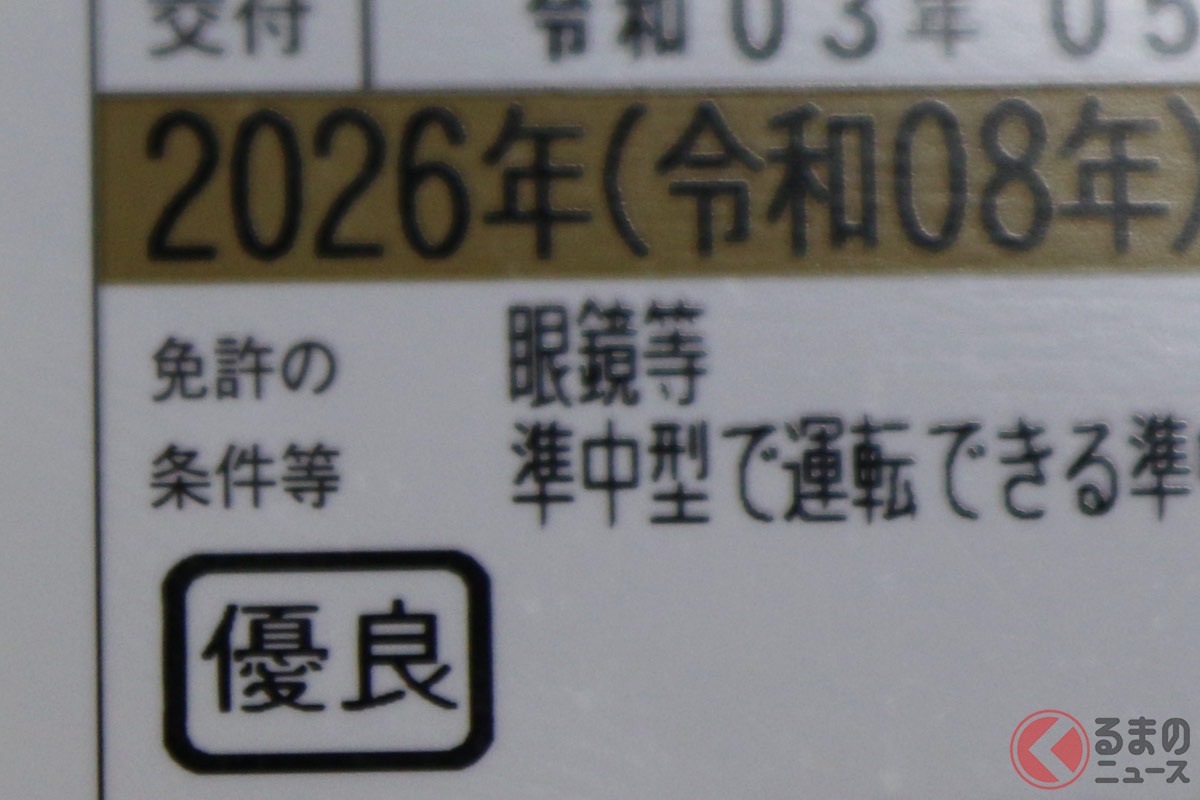 交付 令和03年05
2026年(令和08年)
免許の 眼鏡等
条件等 準中型で運転できる準
優良
くるまの
ニュース